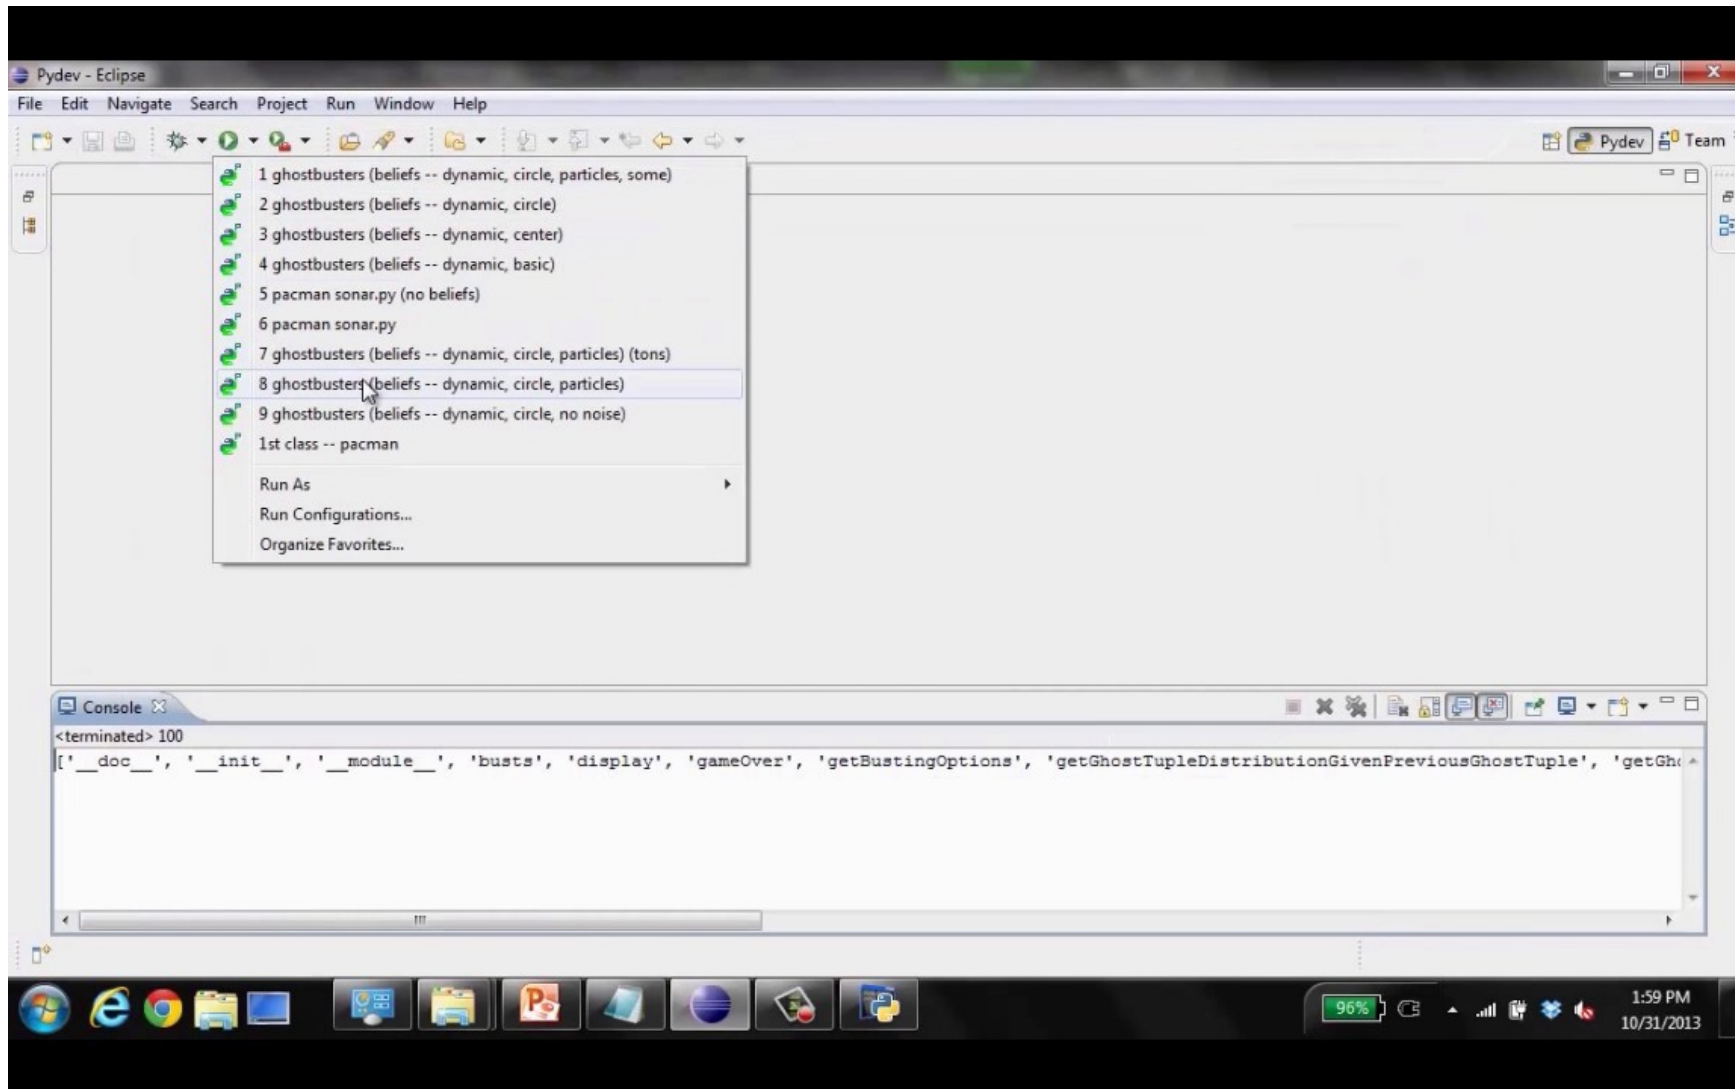 Pydev - Eclipse
File Edit Navigate Search Project Run Window Help
Pydev Team
1 ghostbusters (beliefs -- dynamic, circle, particles, some)
2 ghostbusters (beliefs -- dynamic, circle)
3 ghostbusters (beliefs -- dynamic, center)
4 ghostbusters (beliefs -- dynamic, basic)
5 pacman sonar.py (no beliefs)
6 pacman sonar.py
7 ghostbusters (beliefs -- dynamic, circle, particles) (tons)
8 ghostbusters (beliefs -- dynamic, circle, particles)
9 ghostbusters (beliefs -- dynamic, circle, no noise)
1st class -- pacman
Run As
Run Configurations...
Organize Favorites...
Console
<terminated> 100
['__doc__', '__init__', '__module__', 'busts', 'display', 'gameOver', 'getBustingOptions', 'getGhostTupleDistributionGivenPreviousGhostTuple', 'getGho
96%
1:59 PM
10/31/2013